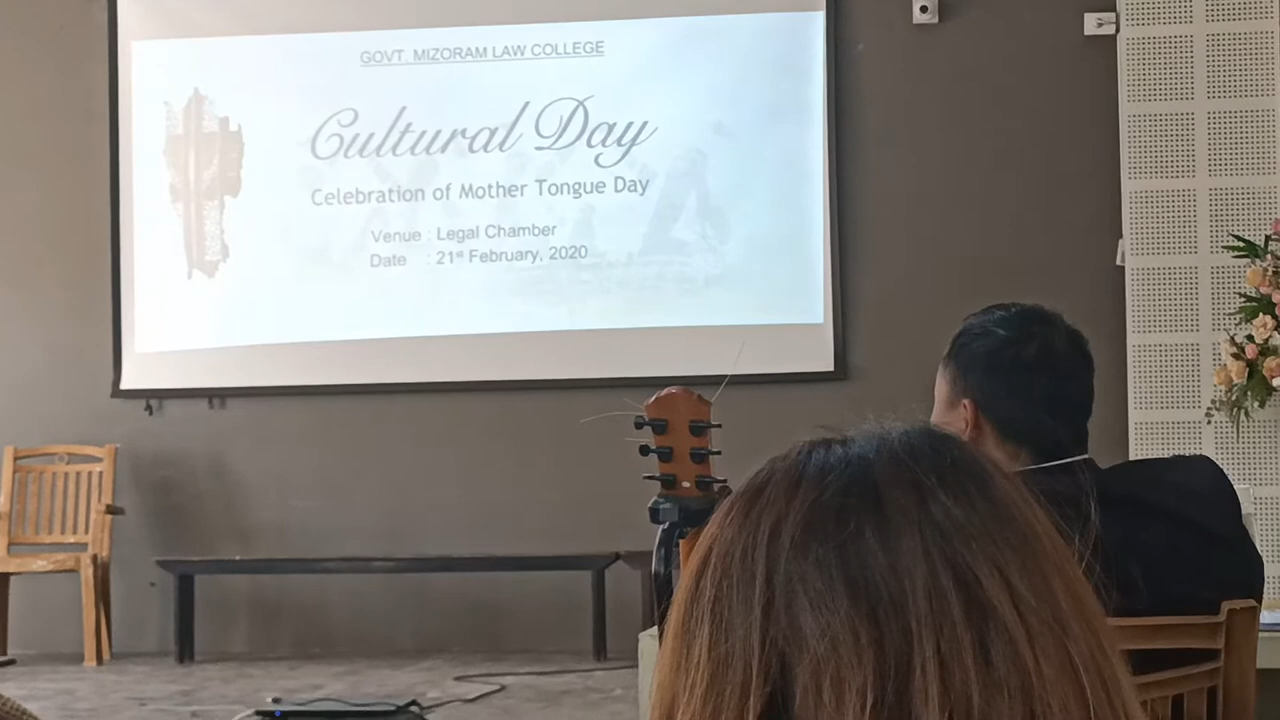 GOVT. MIZORAM LAW COLLEGE
Cultural Day
Celebration of Mother Tongue Day
Venue : Legal Chamber
Date : 21st February, 2020